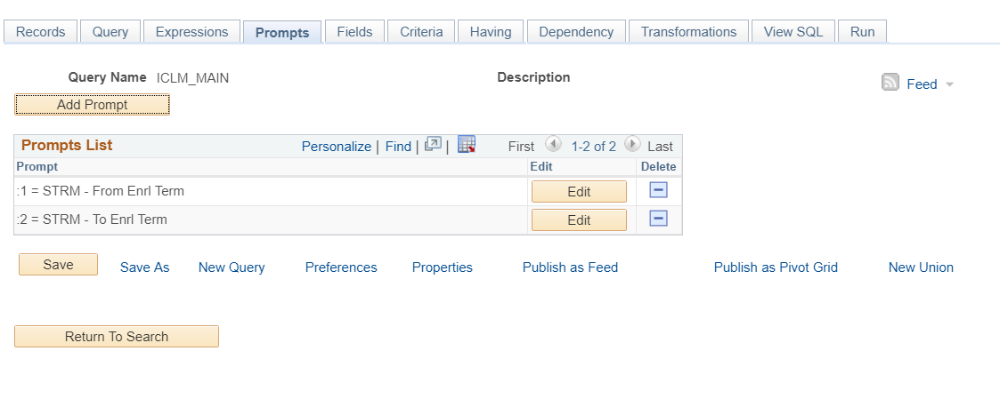 Records Query Expressions Prompts Fields Criteria Having Dependency Transformations View SQL Run
Query Name ICLM_MAIN Description
Feed
Add Prompt
Prompts List Personalize | Find | | First 1-2 of 2 Last
Prompt Edit Delete
:1 = STRM - From Enrl Term Edit
:2 = STRM - To Enrl Term Edit
Save Save As New Query Preferences Properties Publish as Feed Publish as Pivot Grid New Union
Return To Search